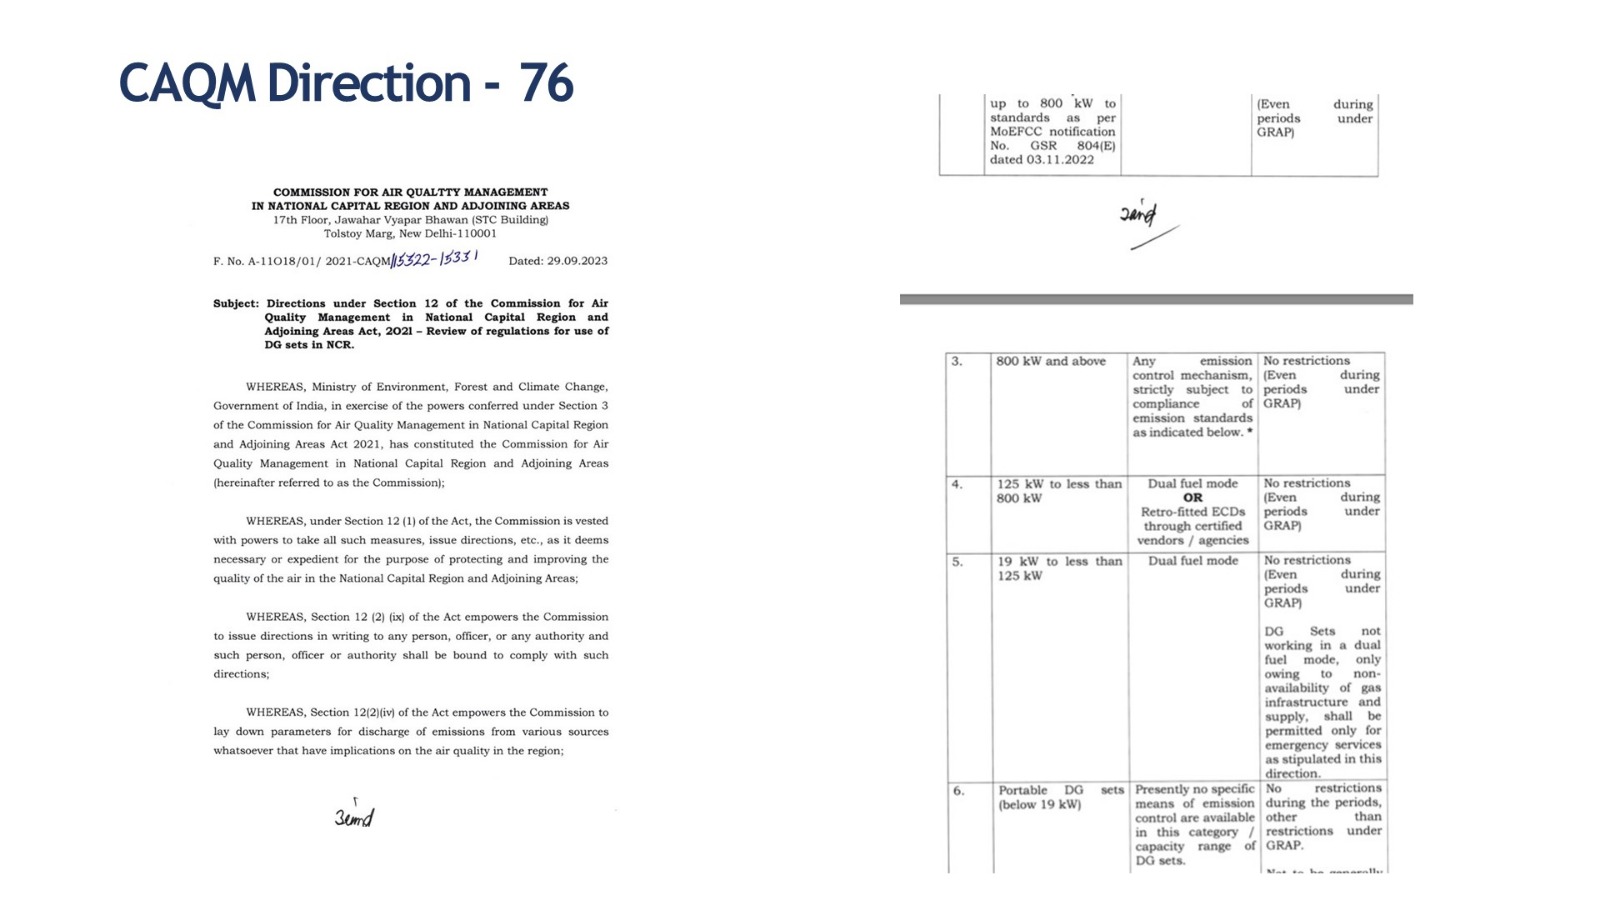 CAQM Direction - 76
COMMISSION FOR AIR QUALTTY MANAGEMENT
IN NATIONAL CAPITAL REGION AND ADJOINING AREAS
17th Floor, Jawahar Vyapar Bhawan (STC Building)
Tolstoy Marg, New Delhi-110001
F. No. A-11O18/01/ 2021-CAQM/15322-15331 Dated: 29.09.2023
Subject: Directions under Section 12 of the Commission for Air
Quality Management in National Capital Region and
Adjoining Areas Act, 2O2l – Review of regulations for use of
DG sets in NCR.
WHEREAS, Ministry of Environment, Forest and Climate Change,
Government of India, in exercise of the powers conferred under Section 3
of the Commission for Air Quality Management in National Capital Region
and Adjoining Areas Act 2021, has constituted the Commission for Air
Quality Management in National Capital Region and Adjoining Areas
(hereinafter referred to as the Commission);
WHEREAS, under Section 12 (1) of the Act, the Commission is vested
with powers to take all such measures, issue directions, etc., as it deems
necessary or expedient for the purpose of protecting and improving the
quality of the air in the National Capital Region and Adjoining Areas;
WHEREAS, Section 12 (2) (ix) of the Act empowers the Commission
to issue directions in writing to any person, officer, or any authority and
such person, officer or authority shall be bound to comply with such
directions;
WHEREAS, Section 12(2)(iv) of the Act empowers the Commission to
lay down parameters for discharge of emissions from various sources
whatsoever that have implications on the air quality in the region;
up to 800 kW to
standards as per
MoEFCC notification
No. GSR 804(E)
dated 03.11.2022
(Even during
periods under
GRAP)
3.
800 kW and above
Any emission
control mechanism,
strictly subject to
compliance of
emission standards
as indicated below. *
No restrictions
(Even during
periods under
GRAP)
4.
125 kW to less than
800 kW
Dual fuel mode
OR
Retro-fitted ECDs
through certified
vendors / agencies
No restrictions
(Even during
periods under
GRAP)
5.
19 kW to less than
125 kW
Dual fuel mode
No restrictions
(Even during
periods under
GRAP)
DG Sets not
working in a dual
fuel mode, only
owing to non-
availability of gas
infrastructure and
supply, shall be
permitted only for
emergency services
as stipulated in this
direction.
6.
Portable DG sets
(below 19 kW)
Presently no specific
means of emission
control are available
in this category /
capacity range of
DG sets.
No restrictions
during the periods,
other than
restrictions under
GRAP.